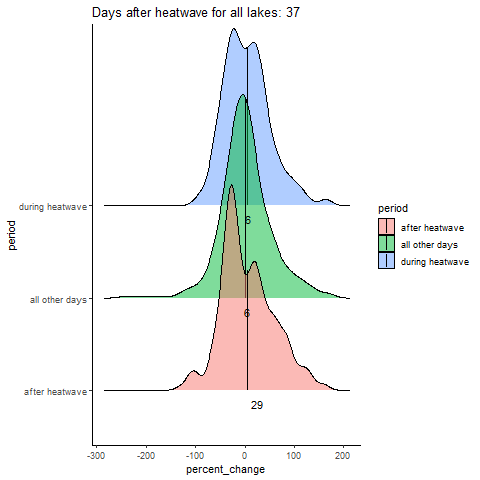 Days after heatwave for all lakes: 37
during heatwave
all other days
after heatwave
6
6
29
-300 -200 -100 0 100 200
percent_change
period
period
after heatwave
all other days
during heatwave